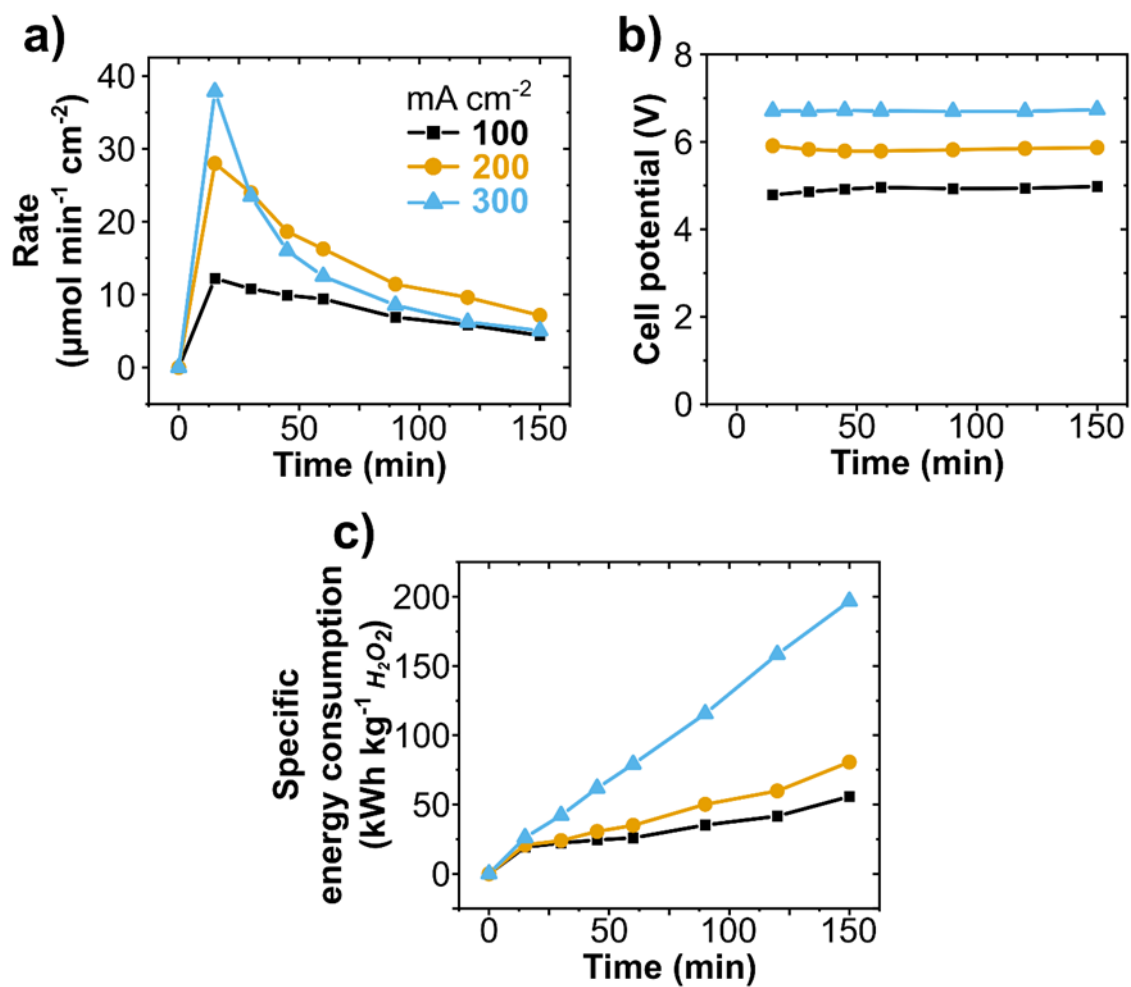 a)
Rate
(µmol min⁻¹ cm⁻²)
40
30
20
10
0
mA cm⁻²
100
200
300
0
50
100
150
Time (min)
b)
Cell potential (V)
8
6
4
2
0
0
50
100
150
Time (min)
c)
Specific
energy consumption
(kWh kg⁻¹ H₂O₂)
200
150
100
50
0
0
50
100
150
Time (min)